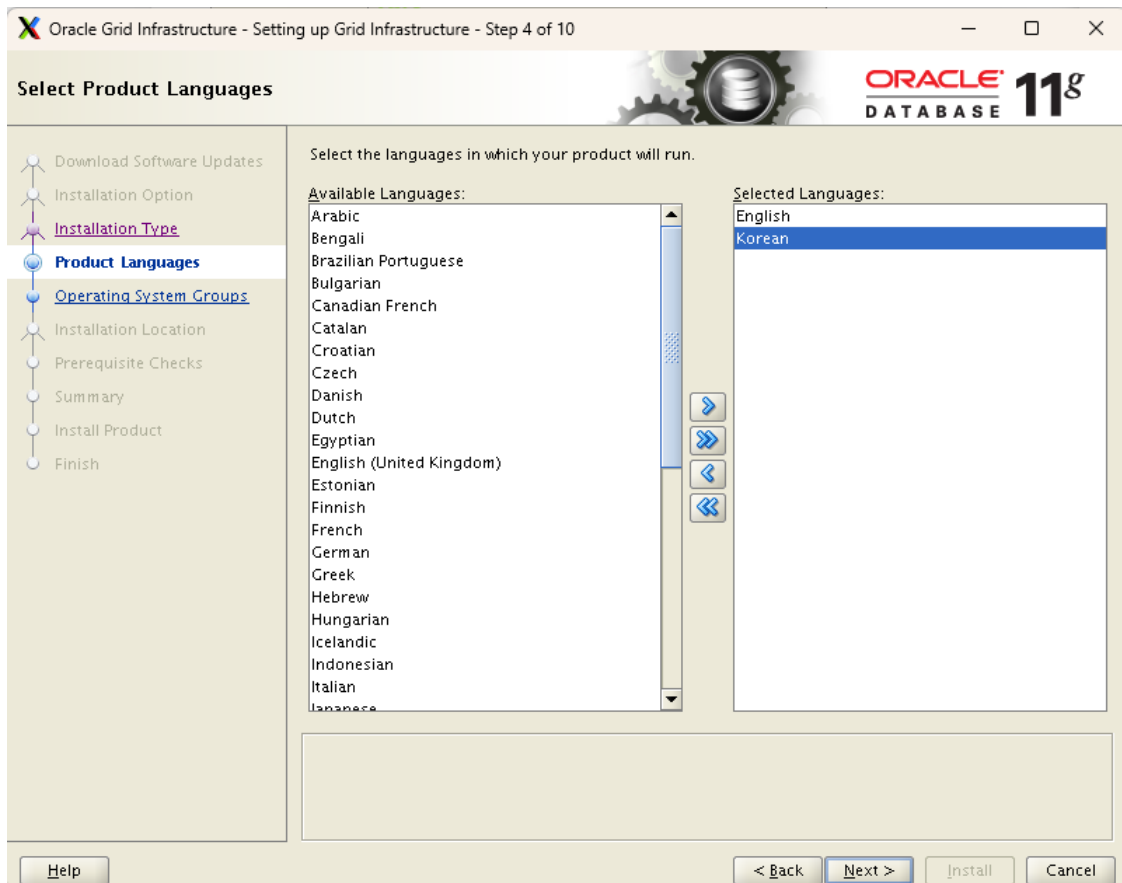 Oracle Grid Infrastructure - Setting up Grid Infrastructure - Step 4 of 10
Select Product Languages
ORACLE 11g
DATABASE
Download Software Updates
Installation Option
Installation Type
Product Languages
Operating System Groups
Installation Location
Prerequisite Checks
Summary
Install Product
Finish
Select the languages in which your product will run.
Available Languages:
Arabic
Bengali
Brazilian Portuguese
Bulgarian
Canadian French
Catalan
Croatian
Czech
Danish
Dutch
Egyptian
English (United Kingdom)
Estonian
Finnish
French
German
Greek
Hebrew
Hungarian
Icelandic
Indonesian
Italian
Japanese
Selected Languages:
English
Korean
Help
< Back
Next >
Install
Cancel